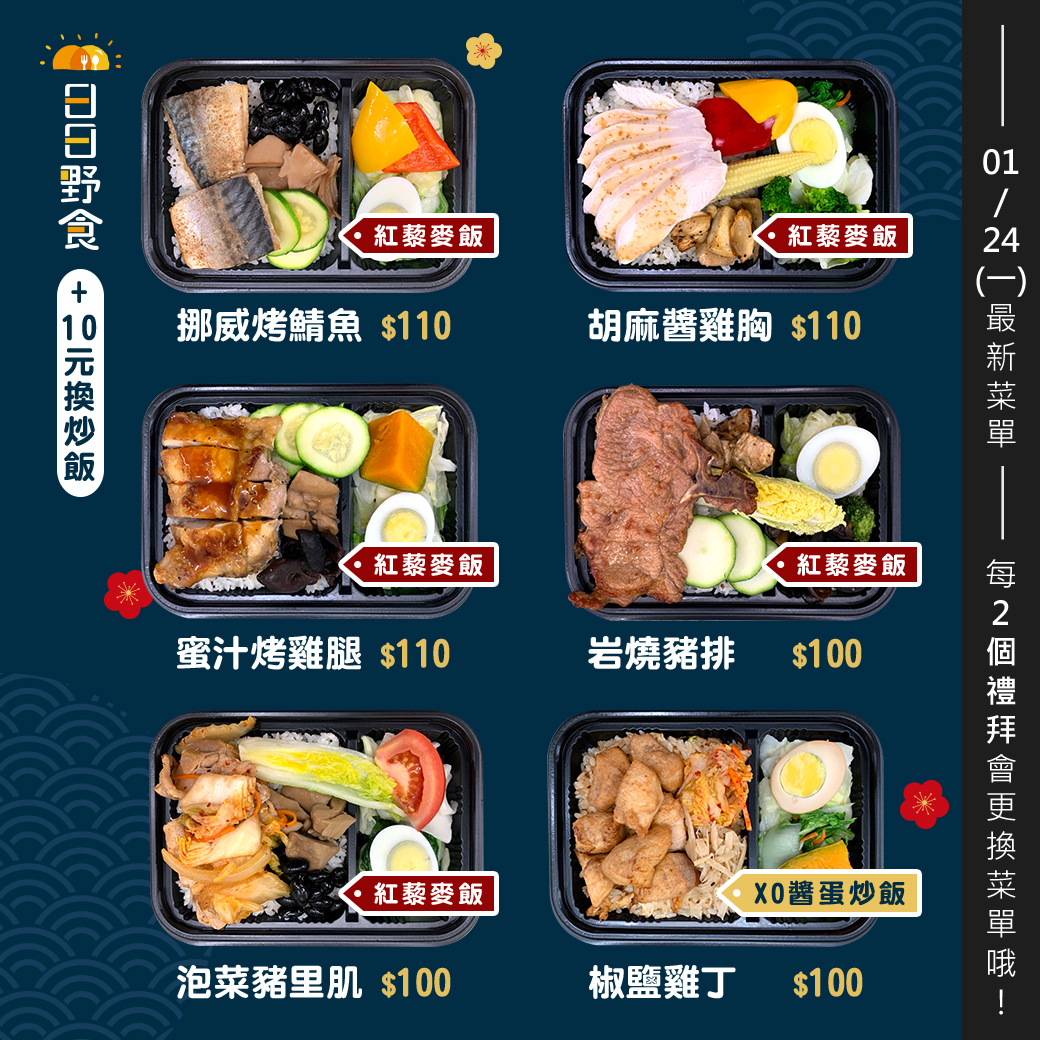 日日野食
+10元換炒飯
紅藜麥飯
挪威烤鯖魚 $110
紅藜麥飯
胡麻醬雞胸 $110
紅藜麥飯
蜜汁烤雞腿 $110
紅藜麥飯
岩燒豬排 $100
紅藜麥飯
泡菜豬里肌 $100
XO醬蛋炒飯
椒鹽雞丁 $100
01/24(一)最新菜單
每2個禮拜會更換菜單哦!